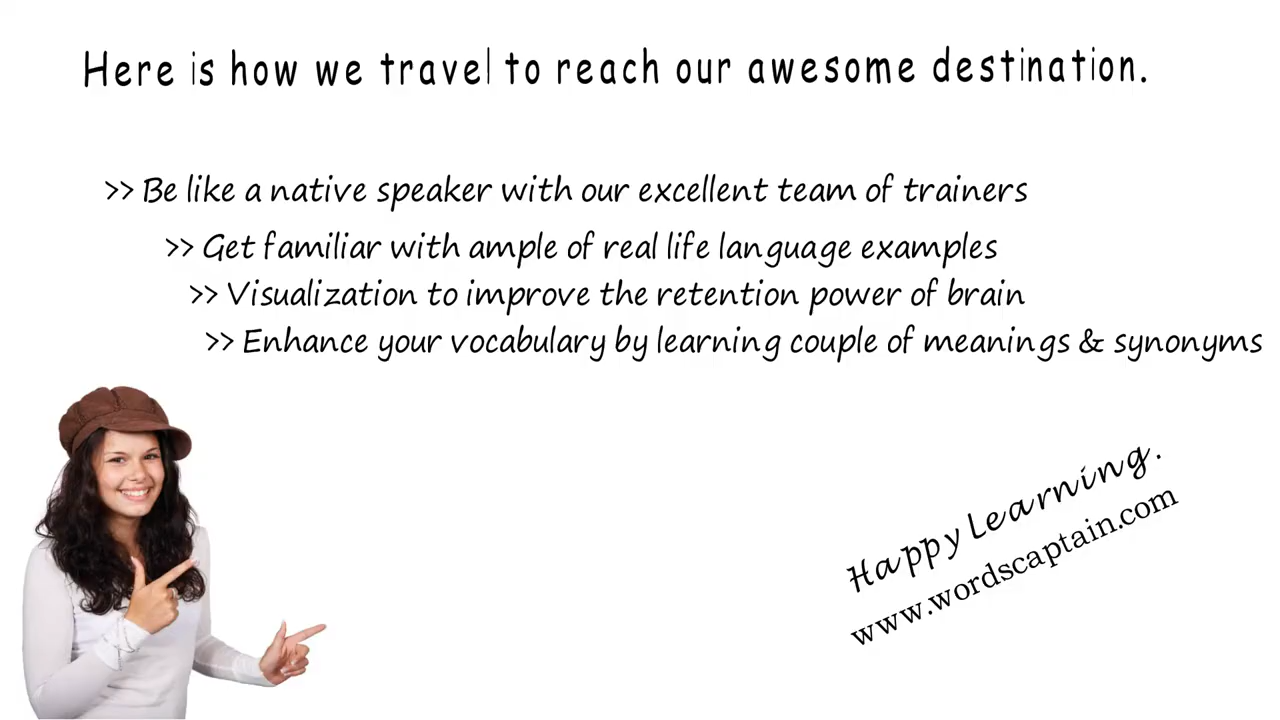 Here is how we travel to reach our awesome destination.
>> Be like a native speaker with our excellent team of trainers
>> Get familiar with ample of real life language examples
>> Visualization to improve the retention power of brain
>> Enhance your vocabulary by learning couple of meanings & synonyms
Happy Learning.
www.wordscaptain.com